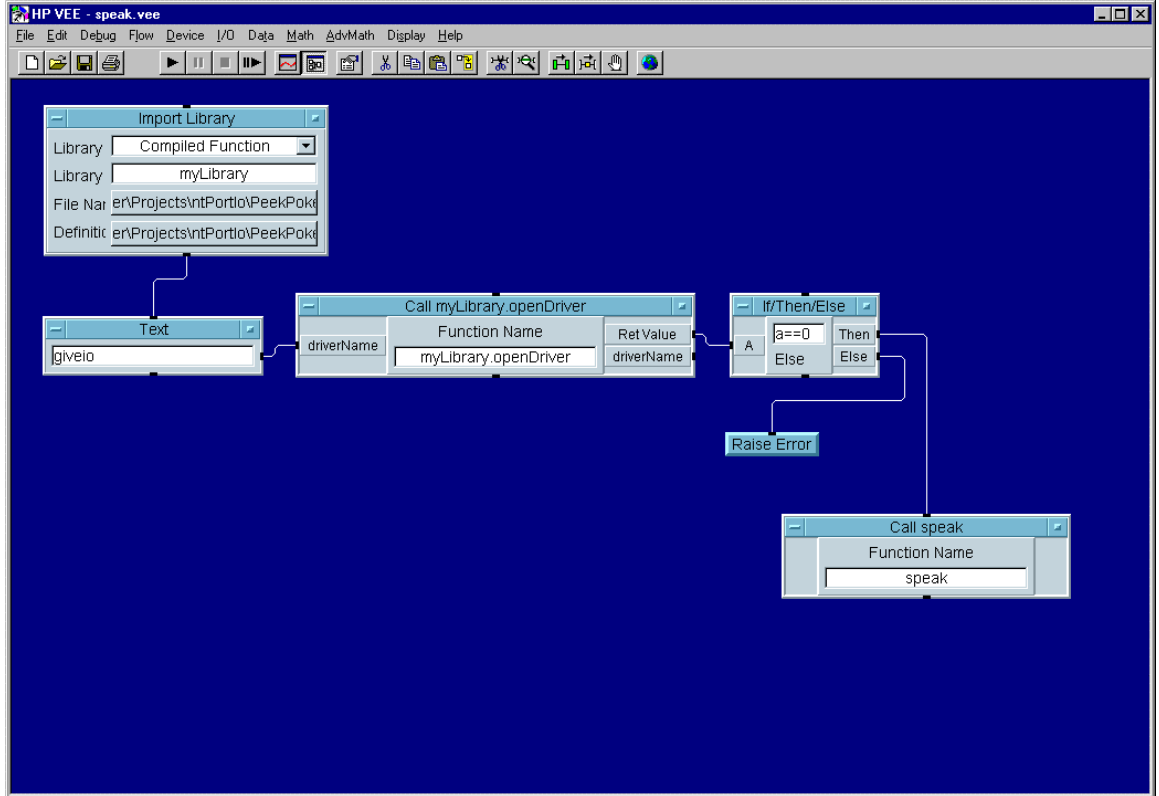 HP VEE - speak.vee
File Edit Debug Flow Device I/O Data Math AdvMath Display Help
Import Library
Library Compiled Function
Library myLibrary
File Nar er\Projects\ntPortIo\PeekPoke
Definitic er\Projects\ntPortIo\PeekPoke
Text
giveio
Call myLibrary.openDriver
driverName
Function Name
myLibrary.openDriver
Ret Value
driverName
If/Then/Else
A
a==0
Else
Then
Else
Raise Error
Call speak
Function Name
speak